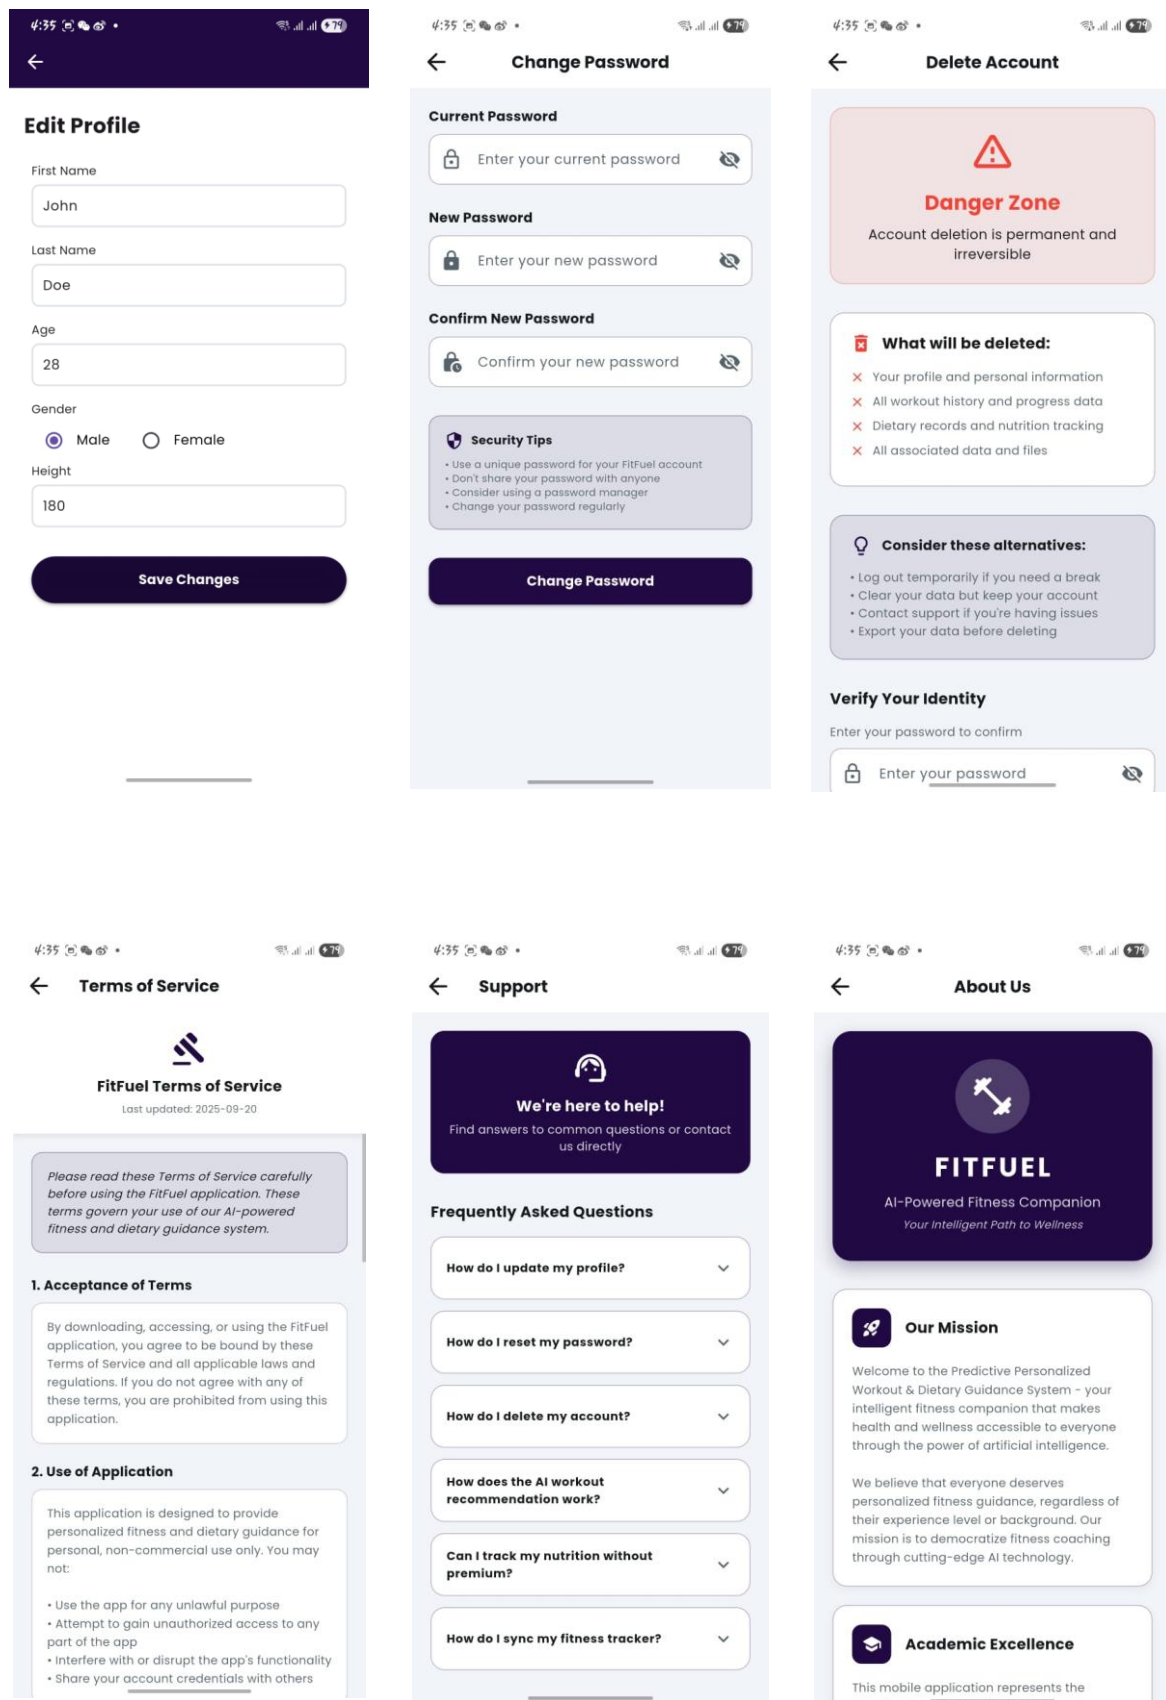 4:35
79
Edit Profile
First Name
John
Last Name
Doe
Age
28
Gender
Male
Female
Height
180
Save Changes
4:35
79
Change Password
Current Password
Enter your current password
New Password
Enter your new password
Confirm New Password
Confirm your new password
Security Tips
• Use a unique password for your FitFuel account
• Don't share your password with anyone
• Consider using a password manager
• Change your password regularly
Change Password
4:35
79
Delete Account
Danger Zone
Account deletion is permanent and
irreversible
What will be deleted:
Your profile and personal information
All workout history and progress data
Dietary records and nutrition tracking
All associated data and files
Consider these alternatives:
• Log out temporarily if you need a break
• Clear your data but keep your account
• Contact support if you're having issues
• Export your data before deleting
Verify Your Identity
Enter your password to confirm
Enter your password
4:35
79
Terms of Service
FitFuel Terms of Service
Last updated: 2025-09-20
Please read these Terms of Service carefully
before using the FitFuel application. These
terms govern your use of our AI-powered
fitness and dietary guidance system.
1. Acceptance of Terms
By downloading, accessing, or using the FitFuel
application, you agree to be bound by these
Terms of Service and all applicable laws and
regulations. If you do not agree with any of
these terms, you are prohibited from using this
application.
2. Use of Application
This application is designed to provide
personalized fitness and dietary guidance for
personal, non-commercial use only. You may
not:
• Use the app for any unlawful purpose
• Attempt to gain unauthorized access to any
part of the app
• Interfere with or disrupt the app's functionality
• Share your account credentials with others
4:35
79
Support
We're here to help!
Find answers to common questions or contact
us directly
Frequently Asked Questions
How do I update my profile?
How do I reset my password?
How do I delete my account?
How does the AI workout
recommendation work?
Can I track my nutrition without
premium?
How do I sync my fitness tracker?
4:35
79
About Us
FITFUEL
AI-Powered Fitness Companion
Your Intelligent Path to Wellness
Our Mission
Welcome to the Predictive Personalized
Workout & Dietary Guidance System - your
intelligent fitness companion that makes
health and wellness accessible to everyone
through the power of artificial intelligence.
We believe that everyone deserves
personalized fitness guidance, regardless of
their experience level or background. Our
mission is to democratize fitness coaching
through cutting-edge AI technology.
Academic Excellence
This mobile application represents the